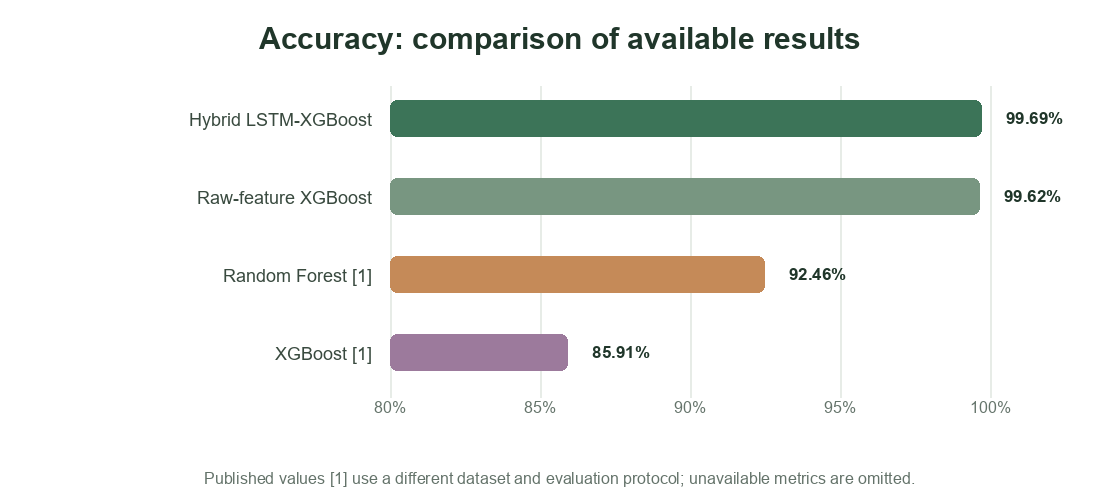 Accuracy: comparison of available results
Hybrid LSTM-XGBoost 99.69%
Raw-feature XGBoost 99.62%
Random Forest [1] 92.46%
XGBoost [1] 85.91%
80% 85% 90% 95% 100%
Published values [1] use a different dataset and evaluation protocol; unavailable metrics are omitted.